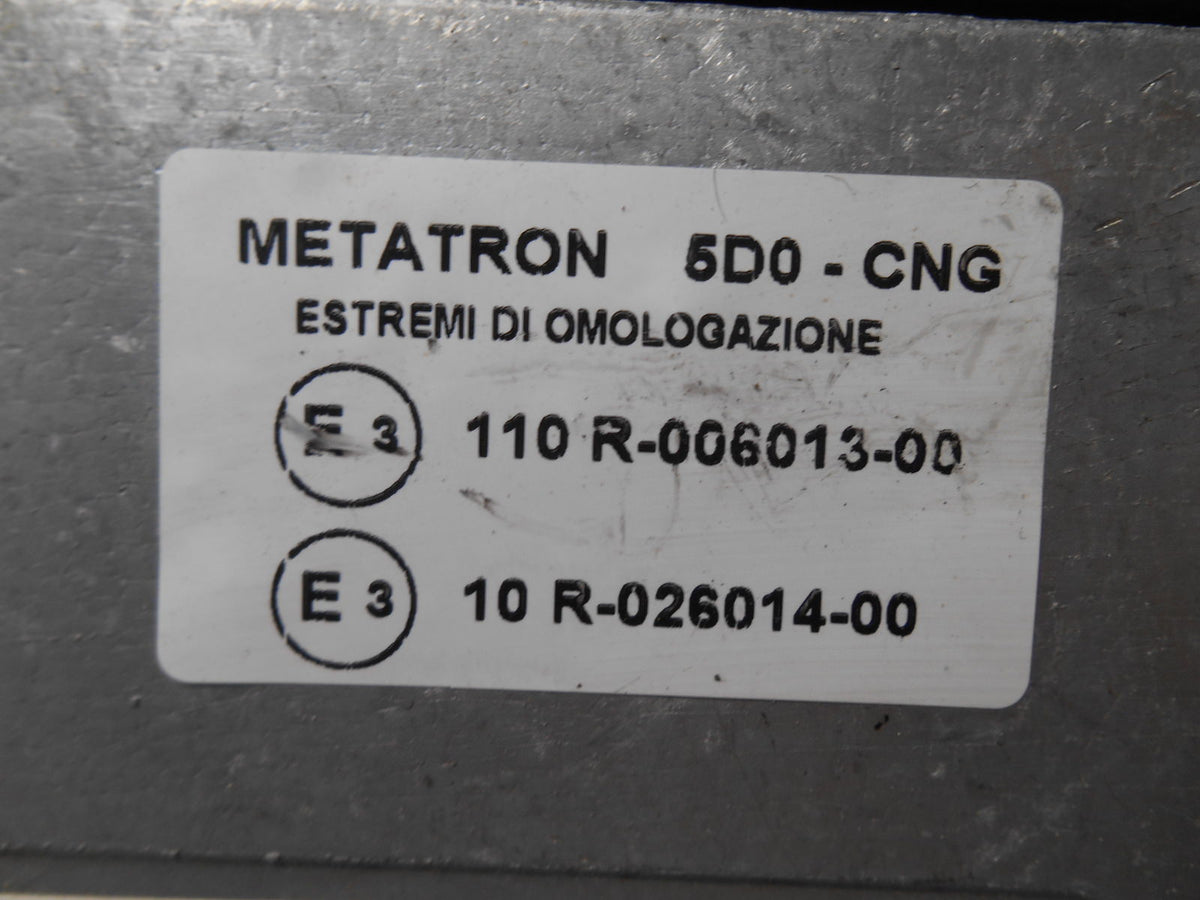 METATRON 5D0 - CNG
ESTREMI DI OMOLOGAZIONE
E 3 110 R-006013-00
E 3 10 R-026014-00